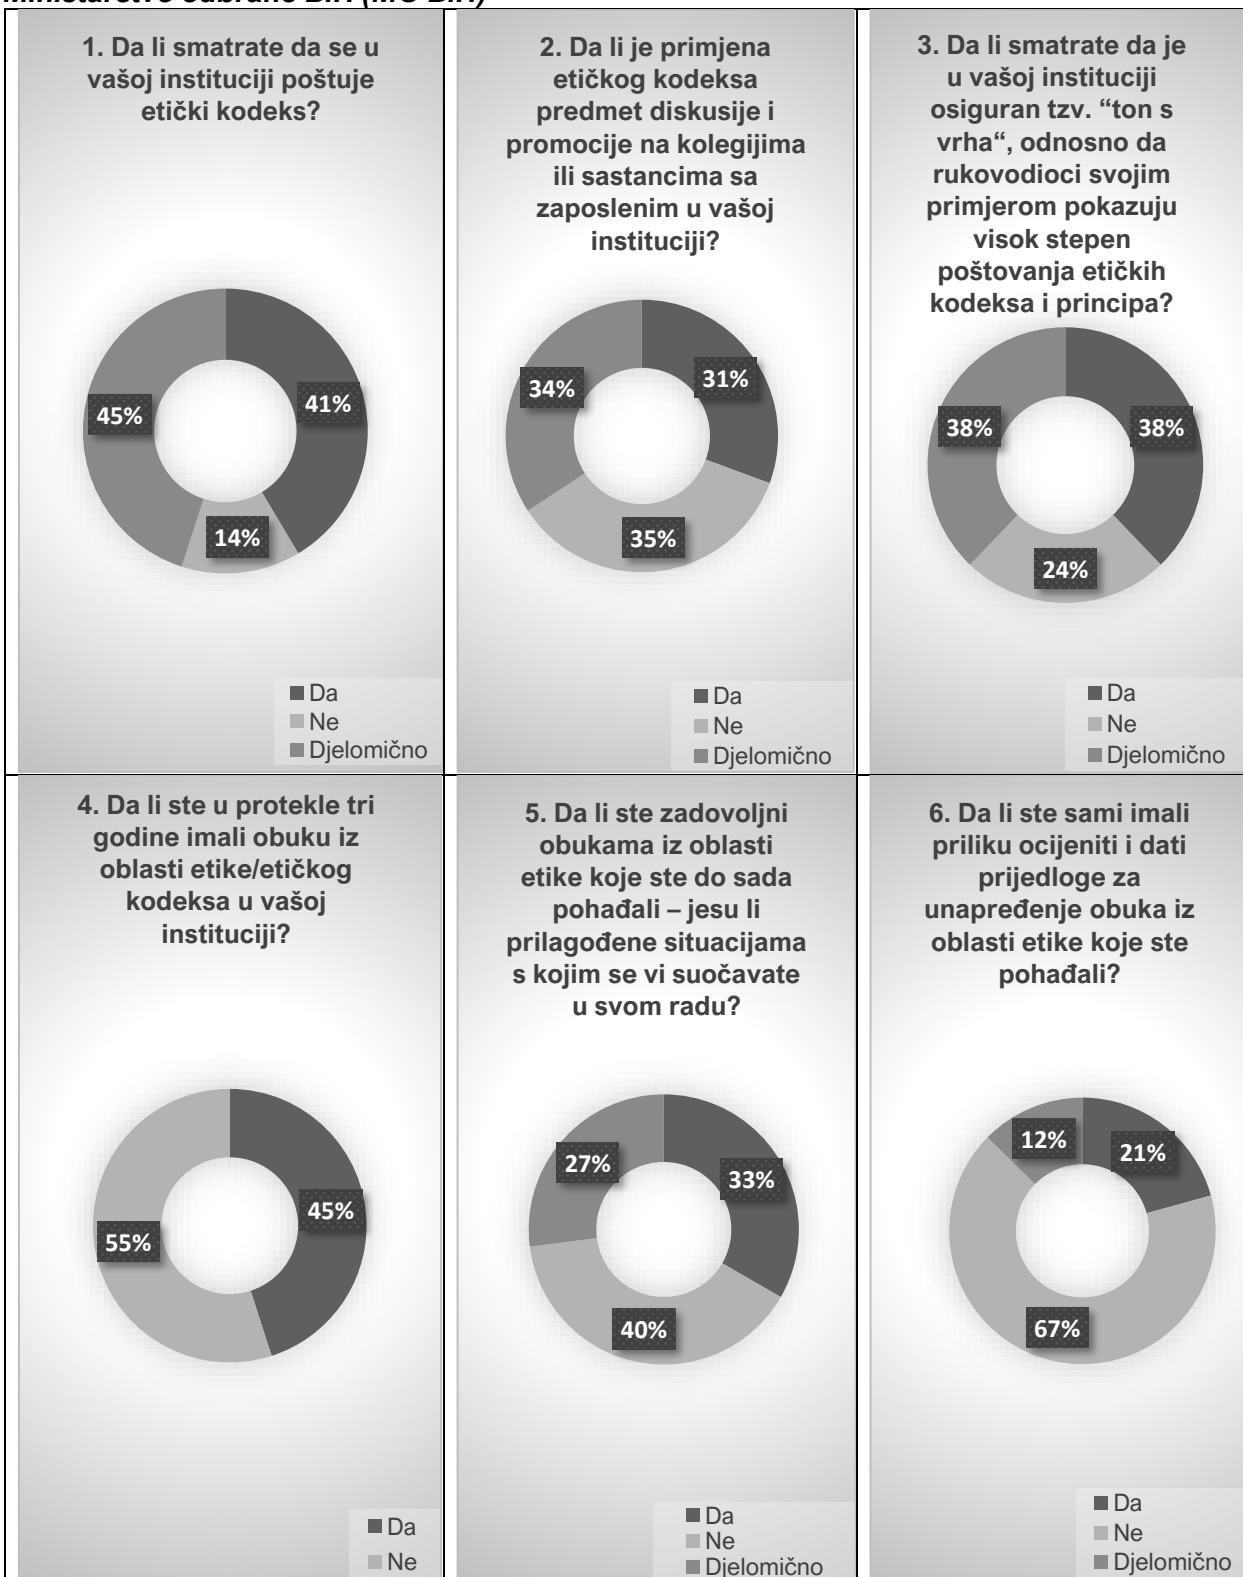 Ministarstvo odbrane BiH (MO BiH)
1. Da li smatrate da se u
vašoj instituciji poštuje
etički kodeks?
45%
41%
14%
Da
Ne
Djelomično
2. Da li je primjena
etičkog kodeksa
predmet diskusije i
promocije na kolegijima
ili sastancima sa
zaposlenim u vašoj
instituciji?
34%
31%
35%
Da
Ne
Djelomično
3. Da li smatrate da je
u vašoj instituciji
osiguran tzv. “ton s
vrha“, odnosno da
rukovodioci svojim
primjerom pokazuju
visok stepen
poštovanja etičkih
kodeksa i principa?
38%
38%
24%
Da
Ne
Djelomično
4. Da li ste u protekle tri
godine imali obuku iz
oblasti etike/etičkog
kodeksa u vašoj
instituciji?
45%
55%
Da
Ne
5. Da li ste zadovoljni
obukama iz oblasti
etike koje ste do sada
pohađali – jesu li
prilagođene situacijama
s kojim se vi suočavate
u svom radu?
27%
33%
40%
Da
Ne
Djelomično
6. Da li ste sami imali
priliku ocijeniti i dati
prijedloge za
unapređenje obuka iz
oblasti etike koje ste
pohađali?
12%
21%
67%
Da
Ne
Djelomično